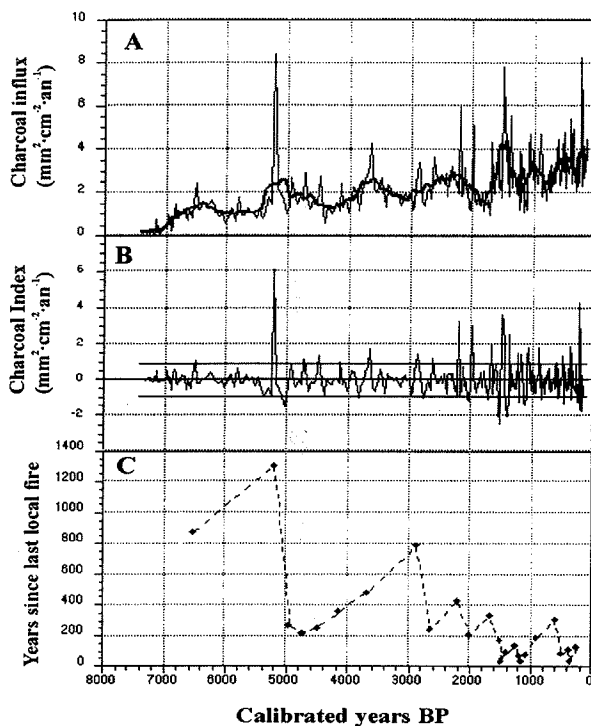 A
Charcoal influx
(mm²·cm⁻²·an⁻¹)
10
8
6
4
2
0
B
Charcoal Index
(mm²·cm⁻²·an⁻¹)
6
4
2
0
-2
C
Years since last local fire
1400
1200
1000
800
600
400
200
0
8000 7000 6000 5000 4000 3000 2000 1000 0
Calibrated years BP